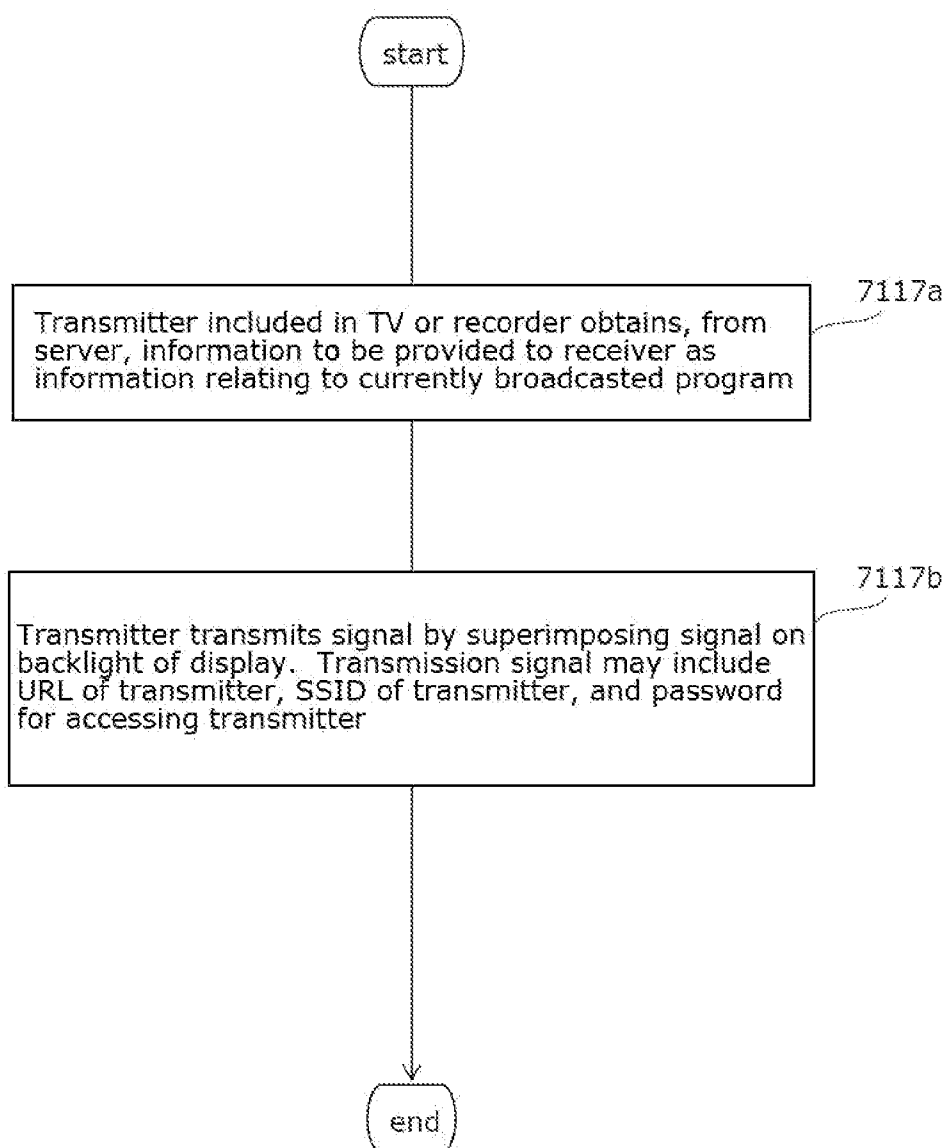 start
7117a
Transmitter included in TV or recorder obtains, from
server, information to be provided to receiver as
information relating to currently broadcasted program
7117b
Transmitter transmits signal by superimposing signal on
backlight of display. Transmission signal may include
URL of transmitter, SSID of transmitter, and password
for accessing transmitter
end